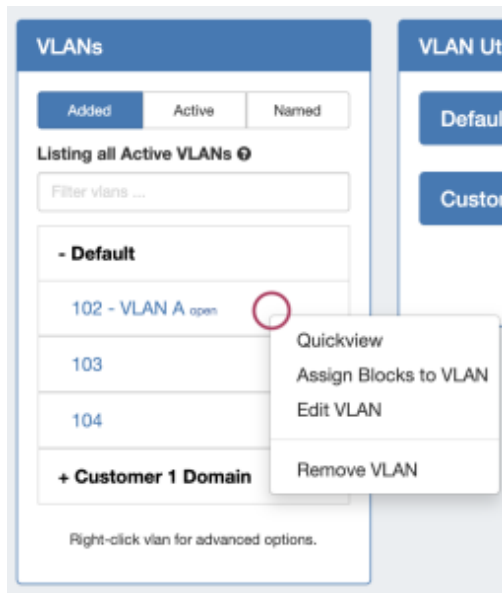 VLANs
Added Active Named
Listing all Active VLANs
Filter vlans ...
- Default
102 - VLAN A open
103
104
+ Customer 1 Domain
Right-click vlan for advanced options.
Quickview
Assign Blocks to VLAN
Edit VLAN
Remove VLAN
VLAN Ut
Defaul
Custo